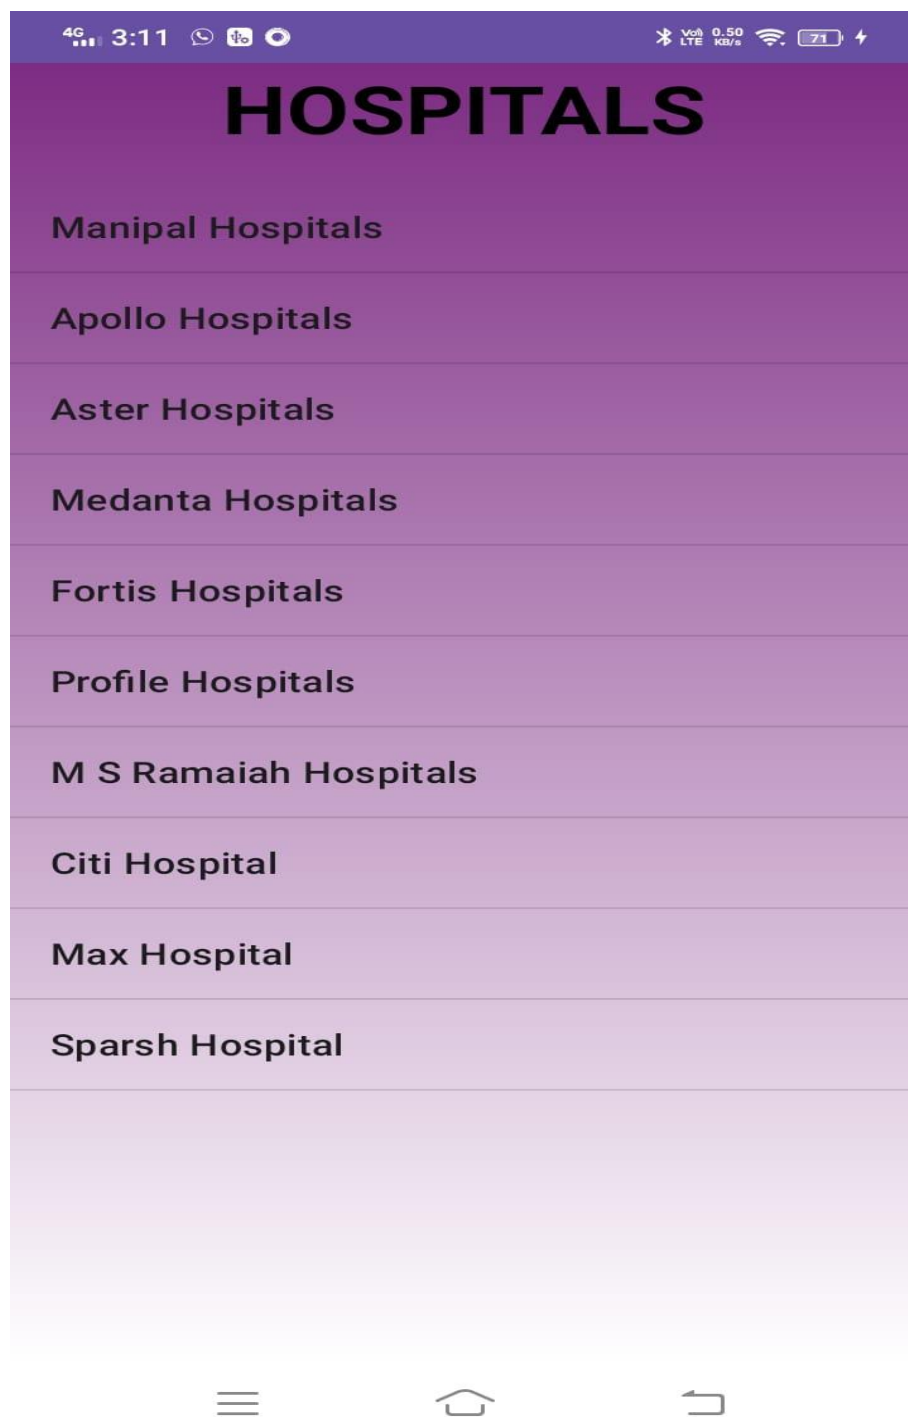 4G 3:11 VoLTE 0.50 KB/s 71
HOSPITALS
Manipal Hospitals
Apollo Hospitals
Aster Hospitals
Medanta Hospitals
Fortis Hospitals
Profile Hospitals
M S Ramaiah Hospitals
Citi Hospital
Max Hospital
Sparsh Hospital